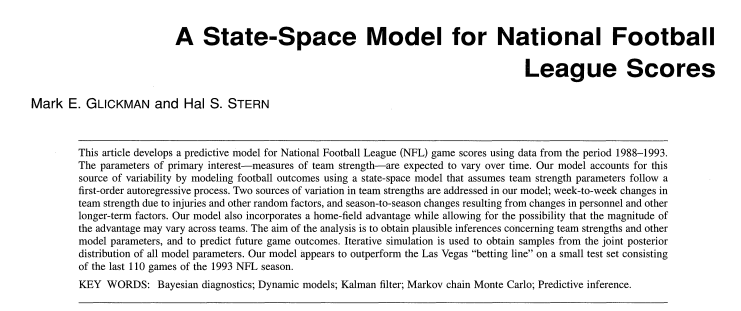 A State-Space Model for National Football
League Scores
Mark E. GLICKMAN and Hal S. STERN
This article develops a predictive model for National Football League (NFL) game scores using data from the period 1988–1993.
The parameters of primary interest—measures of team strength—are expected to vary over time. Our model accounts for this
source of variability by modeling football outcomes using a state-space model that assumes team strength parameters follow a
first-order autoregressive process. Two sources of variation in team strengths are addressed in our model; week-to-week changes in
team strength due to injuries and other random factors, and season-to-season changes resulting from changes in personnel and other
longer-term factors. Our model also incorporates a home-field advantage while allowing for the possibility that the magnitude of
the advantage may vary across teams. The aim of the analysis is to obtain plausible inferences concerning team strengths and other
model parameters, and to predict future game outcomes. Iterative simulation is used to obtain samples from the joint posterior
distribution of all model parameters. Our model appears to outperform the Las Vegas “betting line” on a small test set consisting
of the last 110 games of the 1993 NFL season.
KEY WORDS: Bayesian diagnostics; Dynamic models; Kalman filter; Markov chain Monte Carlo; Predictive inference.